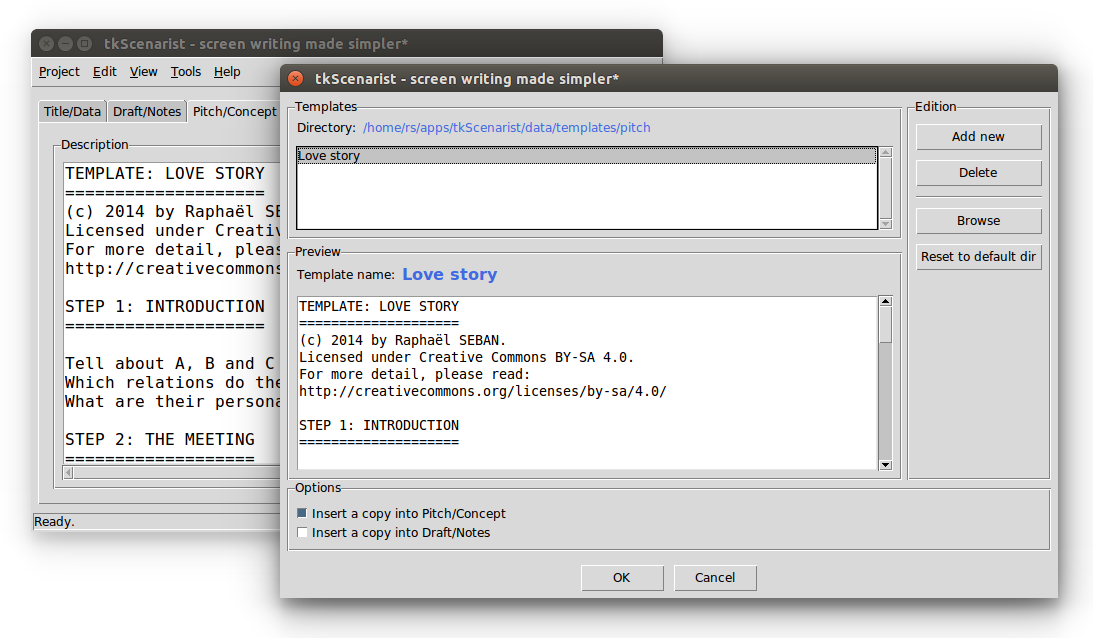 tkScenarist - screen writing made simpler*
Project Edit View Tools Help
Title/Data Draft/Notes Pitch/Concept
Description
TEMPLATE: LOVE STORY
====================
(c) 2014 by Raphaël SE
Licensed under Creativ
For more detail, pleas
http://creativecommons
STEP 1: INTRODUCTION
====================
Tell about A, B and C
Which relations do the
What are their persona
STEP 2: THE MEETING
===================
Ready.
tkScenarist - screen writing made simpler*
Templates
Directory: /home/rs/apps/tkScenarist/data/templates/pitch
Love story
Preview
Template name: Love story
TEMPLATE: LOVE STORY
====================
(c) 2014 by Raphaël SEBAN.
Licensed under Creative Commons BY-SA 4.0.
For more detail, please read:
http://creativecommons.org/licenses/by-sa/4.0/
STEP 1: INTRODUCTION
====================
Edition
Add new
Delete
Browse
Reset to default dir
Options
Insert a copy into Pitch/Concept
Insert a copy into Draft/Notes
OK Cancel